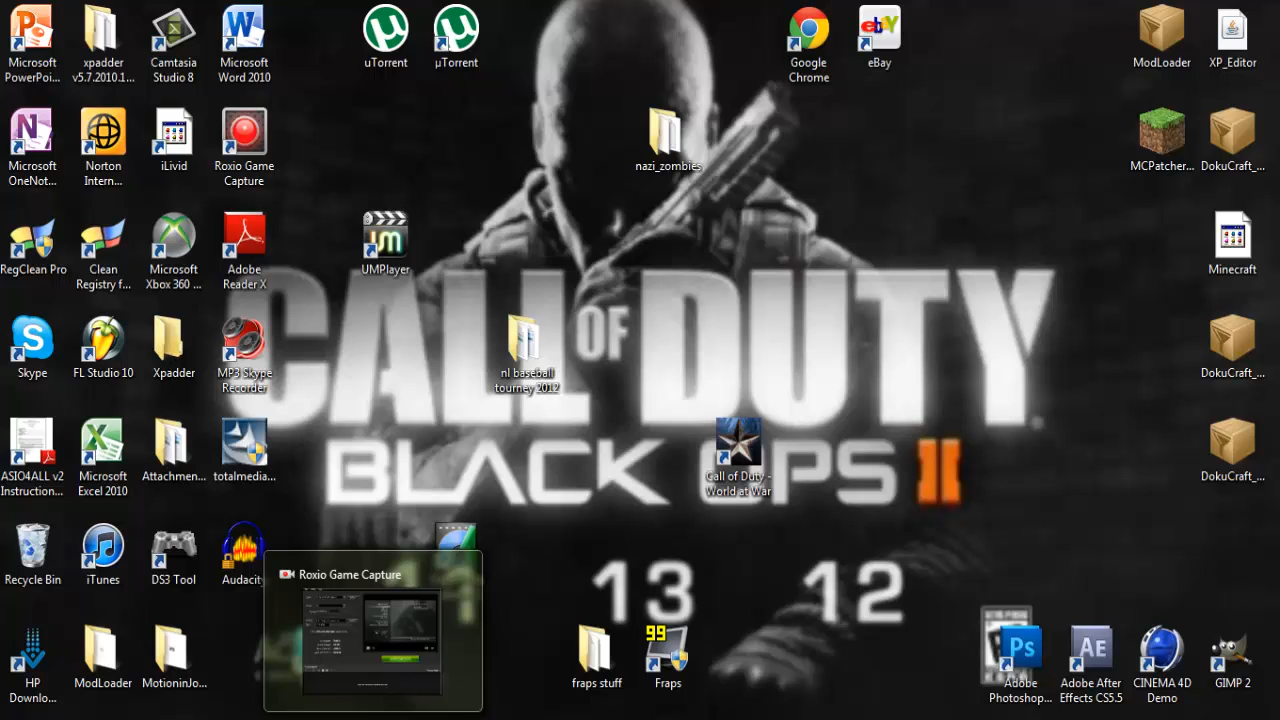 Microsoft
PowerPoi...
xpadder
v5.7.2010.1...
Camtasia
Studio 8
Microsoft
Word 2010
uTorrent
µTorrent
Google
Chrome
eBay
ModLoader
XP_Editor
Microsoft
OneNot...
Norton
Intern...
iLivid
Roxio Game
Capture
nazi_zombies
MCPatcher...
DokuCraft_...
RegClean Pro
Clean
Registry f...
Microsoft
Xbox 360 ...
Adobe
Reader X
UMPlayer
Minecraft
CALL OF DUTY
Skype
FL Studio 10
Xpadder
MP3 Skype
Recorder
nl baseball
tourney 2012
DokuCraft_...
BLACK OPS II
ASIO4ALL v2
Instruction...
Microsoft
Excel 2010
Attachmen...
totalmedia...
Call of Duty -
World at War
DokuCraft_...
Recycle Bin
iTunes
DS3 Tool
Audacity
Roxio Game Capture
13 12
HP
Downlo...
ModLoader
MotioninJo...
fraps stuff
99
Fraps
Ps
Adobe
Photoshop...
AE
Adobe After
Effects CS5.5
CINEMA 4D
Demo
GIMP 2